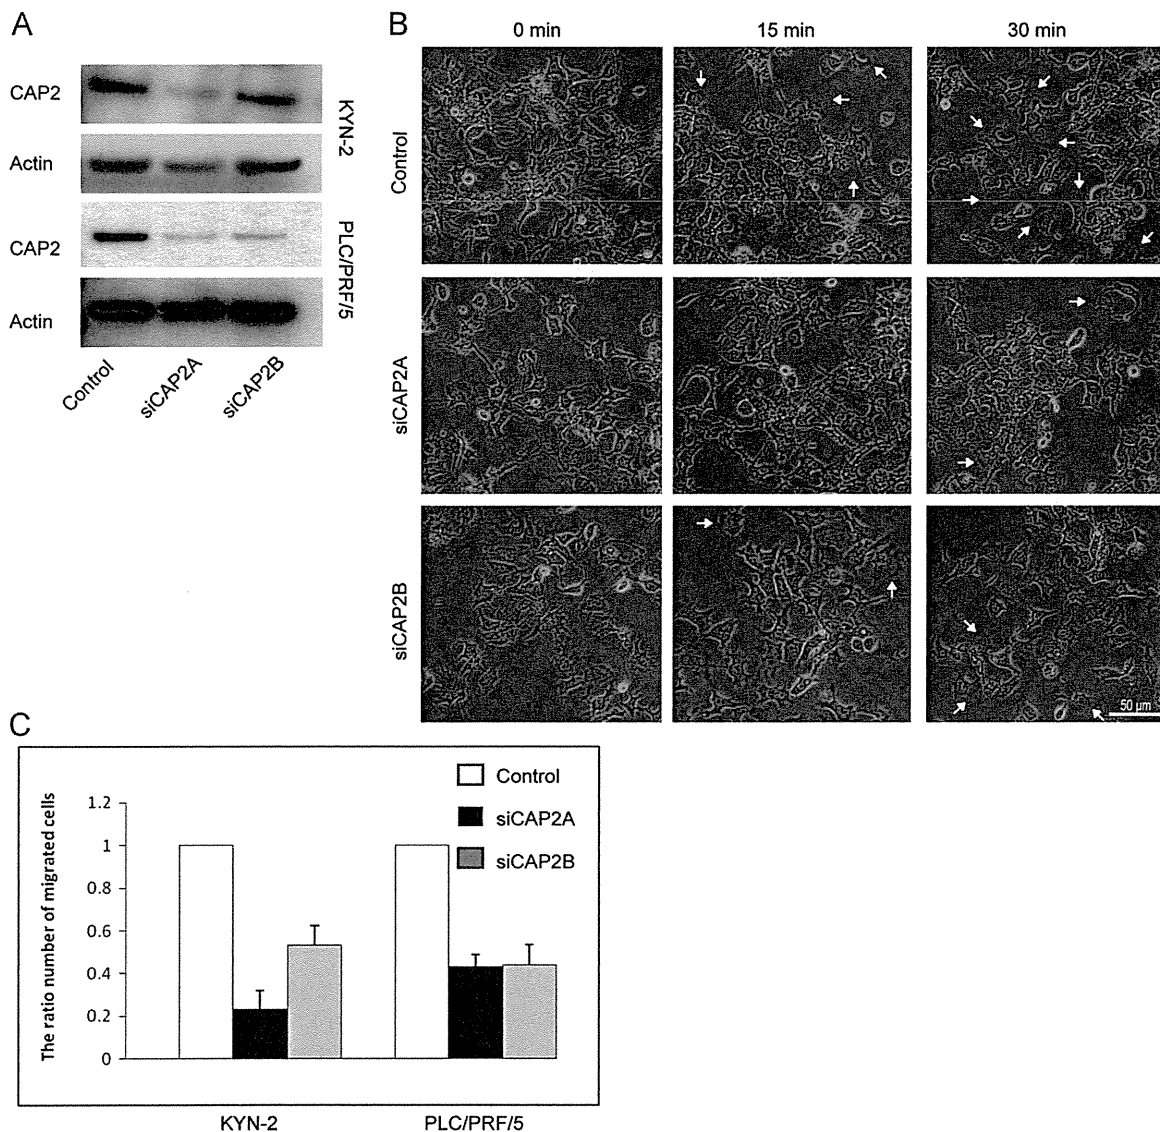 A
CAP2
Actin
KYN-2
CAP2
Actin
PLC/PRF/5
Control
siCAP2A
siCAP2B
B
0 min
15 min
30 min
Control
siCAP2A
siCAP2B
50 µm
C
The ratio number of migrated cells
1.2
1
0.8
0.6
0.4
0.2
0
Control
siCAP2A
siCAP2B
KYN-2
PLC/PRF/5